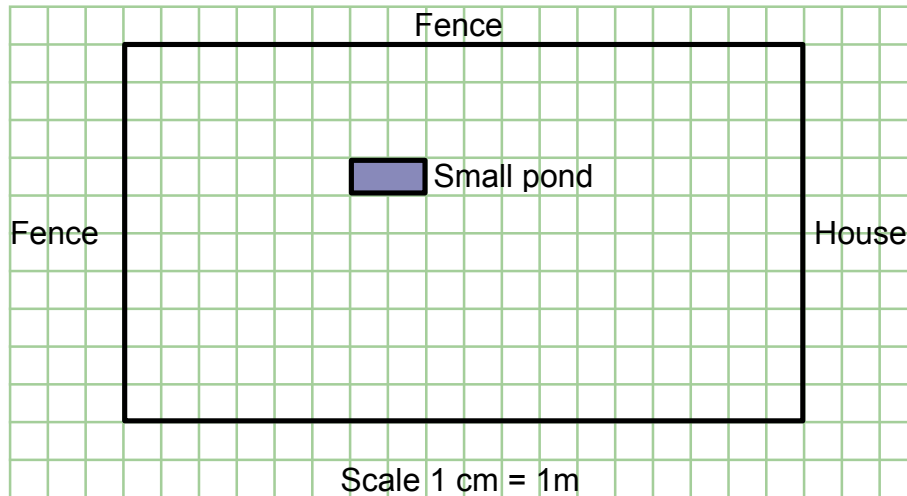 Fence
Small pond
Fence
House
Scale 1 cm = 1m